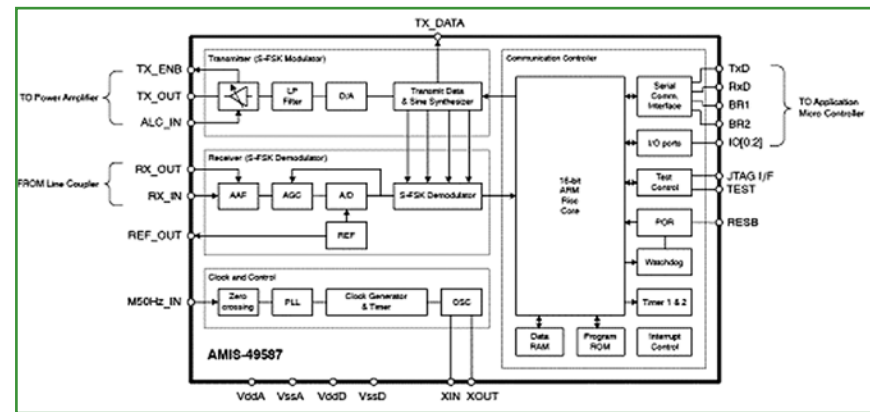 TX_DATA
Transmitter (S-FSK Modulator)
Communication Controller
TX_ENB
TO Power Amplifier
TX_OUT
ALC_IN
LP
Filter
D/A
Transmit Data
& Sine Synthesizer
Serial
Comm.
Interface
TxD
RxD
BR1
BR2
TO Application
Micro Controller
I/O ports
IO[0:2]
Receiver (S-FSK Demodulator)
RX_OUT
FROM Line Coupler
RX_IN
AAF
AGC
A/D
S-FSK Demodulator
REF_OUT
REF
16-bit
ARM
Risc
Core
Test
Control
JTAG I/F
TEST
POR
RESB
Watchdog
Clock and Control
M50Hz_IN
Zero
crossing
PLL
Clock Generator
& Timer
OSC
Timer 1 & 2
Data
RAM
Program
ROM
Interrupt
Control
AMIS-49587
VddA
VssA
VddD
VssD
XIN
XOUT